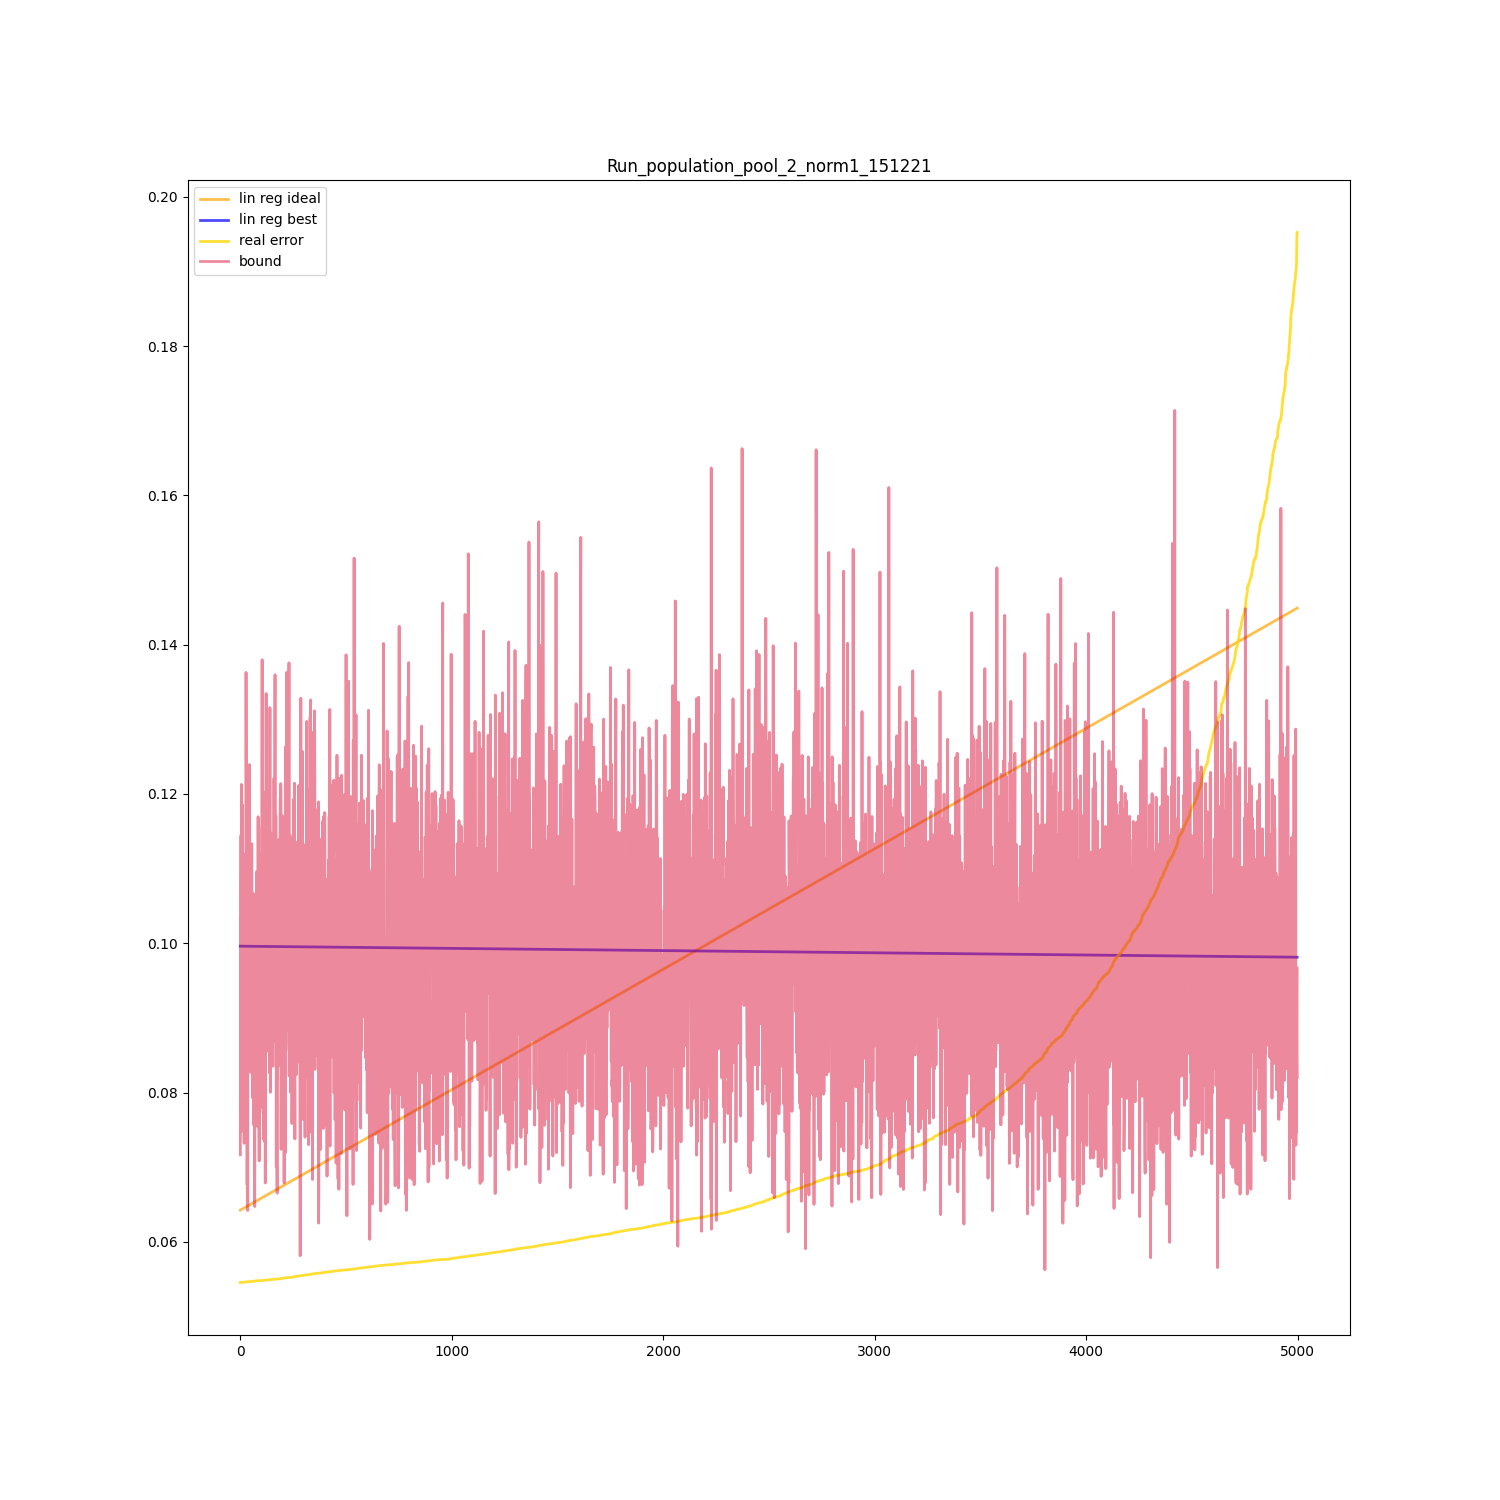 Run_population_pool_2_norm1_151221
0.20
lin reg ideal
lin reg best
real error
bound
0.18
0.16
0.14
0.12
0.10
0.08
0.06
0 1000 2000 3000 4000 5000